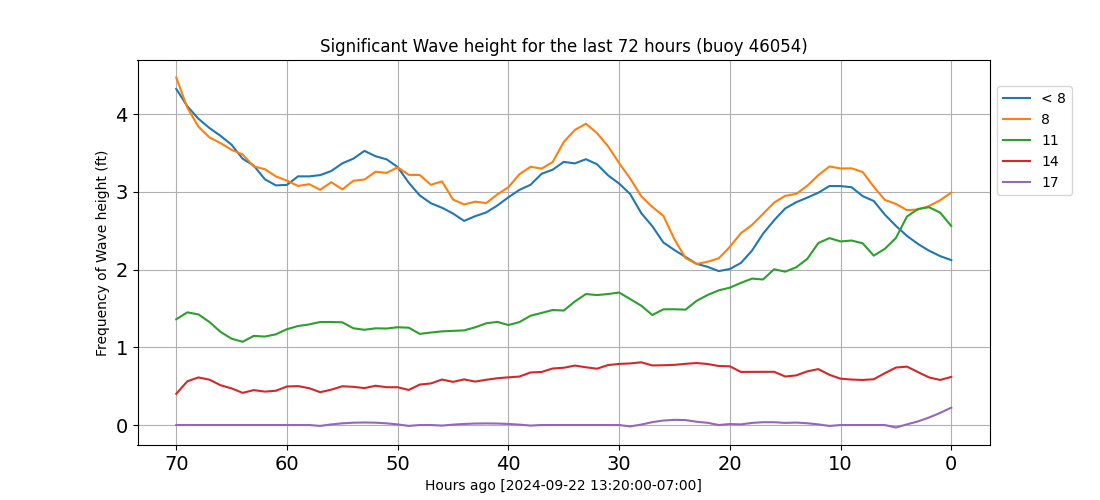 Significant Wave height for the last 72 hours (buoy 46054)
Frequency of Wave height (ft)
4
3
2
1
0
70 60 50 40 30 20 10 0
Hours ago [2024-09-22 13:20:00-07:00]
< 8
8
11
14
17